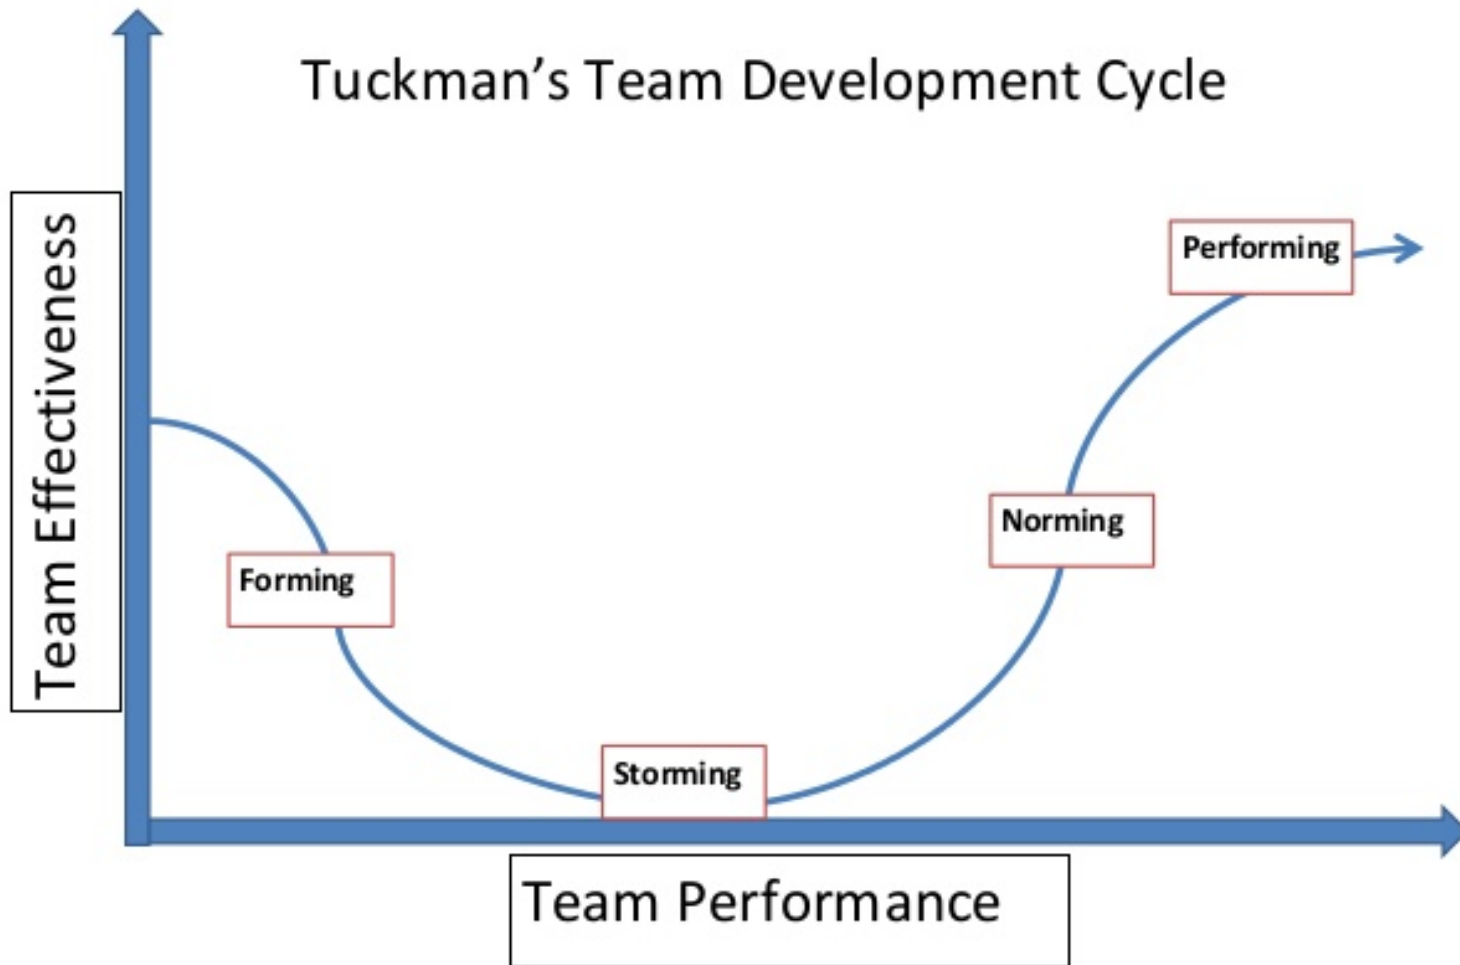 Tuckman’s Team Development Cycle
Team Effectiveness
Performing
Norming
Forming
Storming
Team Performance